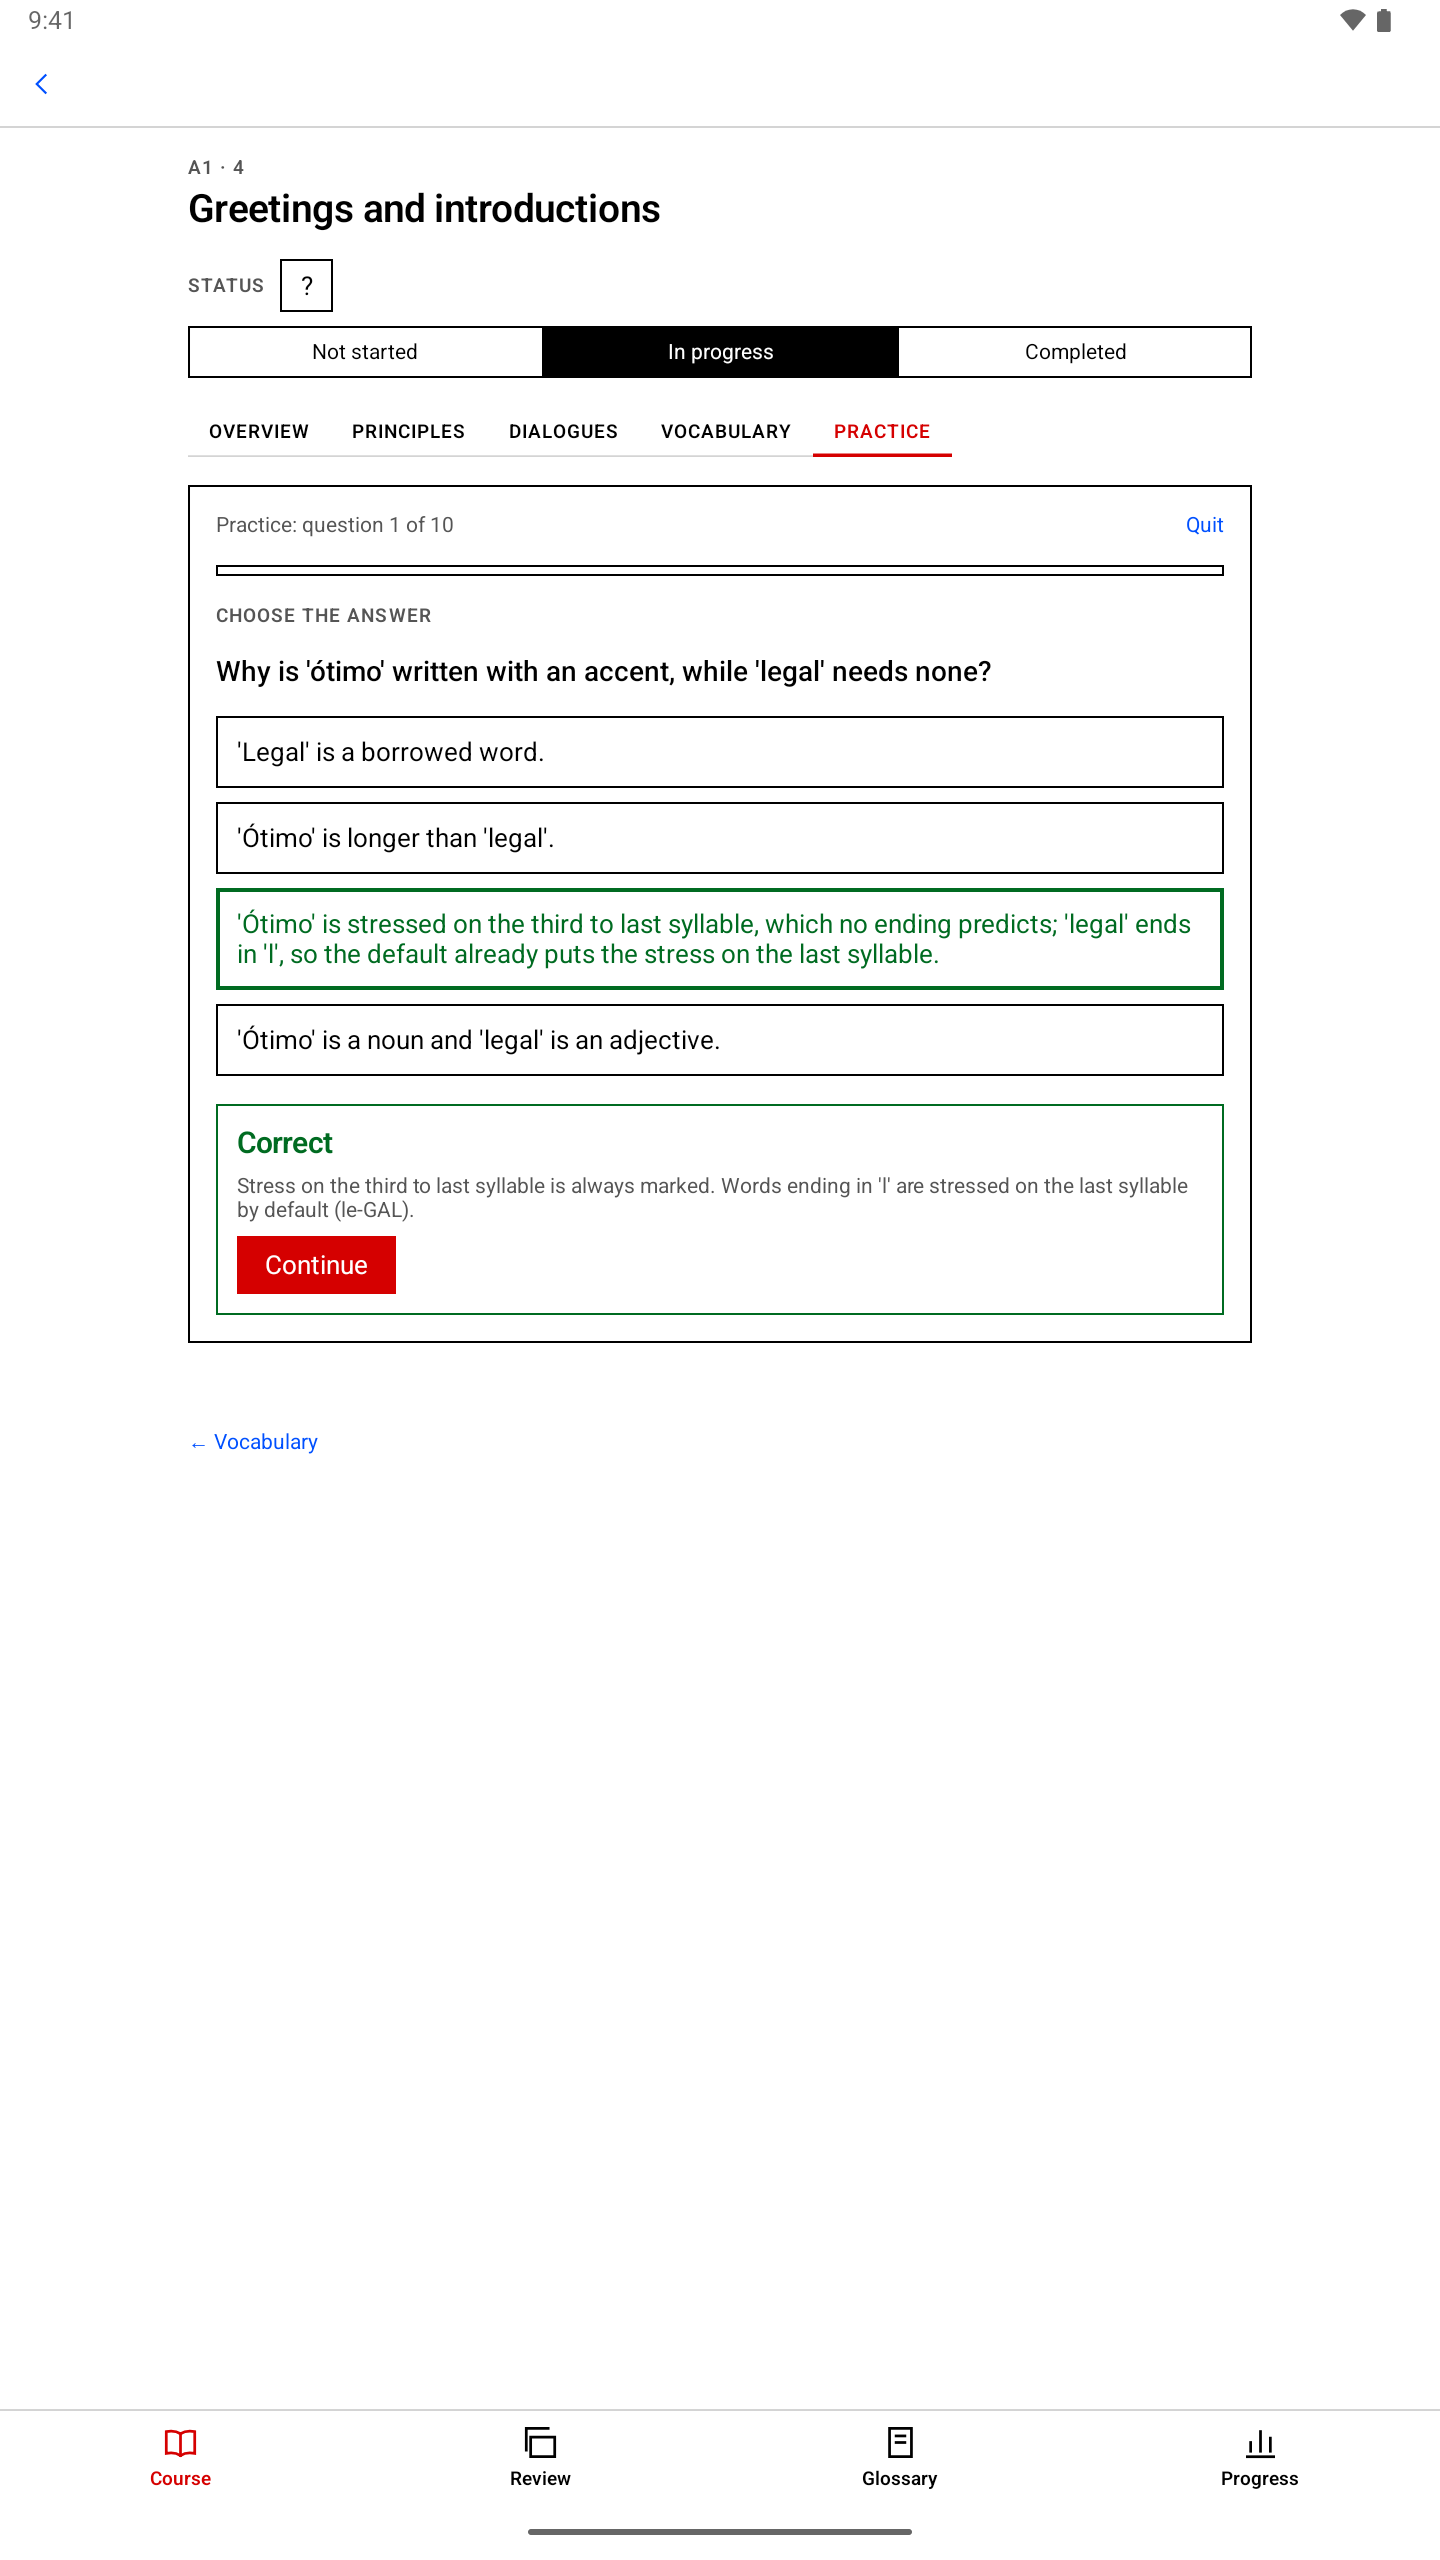 9:41
A1 · 4
Greetings and introductions
STATUS ?
Not started In progress Completed
OVERVIEW PRINCIPLES DIALOGUES VOCABULARY PRACTICE
Practice: question 1 of 10 Quit
CHOOSE THE ANSWER
Why is 'ótimo' written with an accent, while 'legal' needs none?
'Legal' is a borrowed word.
'Ótimo' is longer than 'legal'.
'Ótimo' is stressed on the third to last syllable, which no ending predicts; 'legal' ends
in 'l', so the default already puts the stress on the last syllable.
'Ótimo' is a noun and 'legal' is an adjective.
Correct
Stress on the third to last syllable is always marked. Words ending in 'l' are stressed on the last syllable
by default (le-GAL).
Continue
← Vocabulary
Course Review Glossary Progress